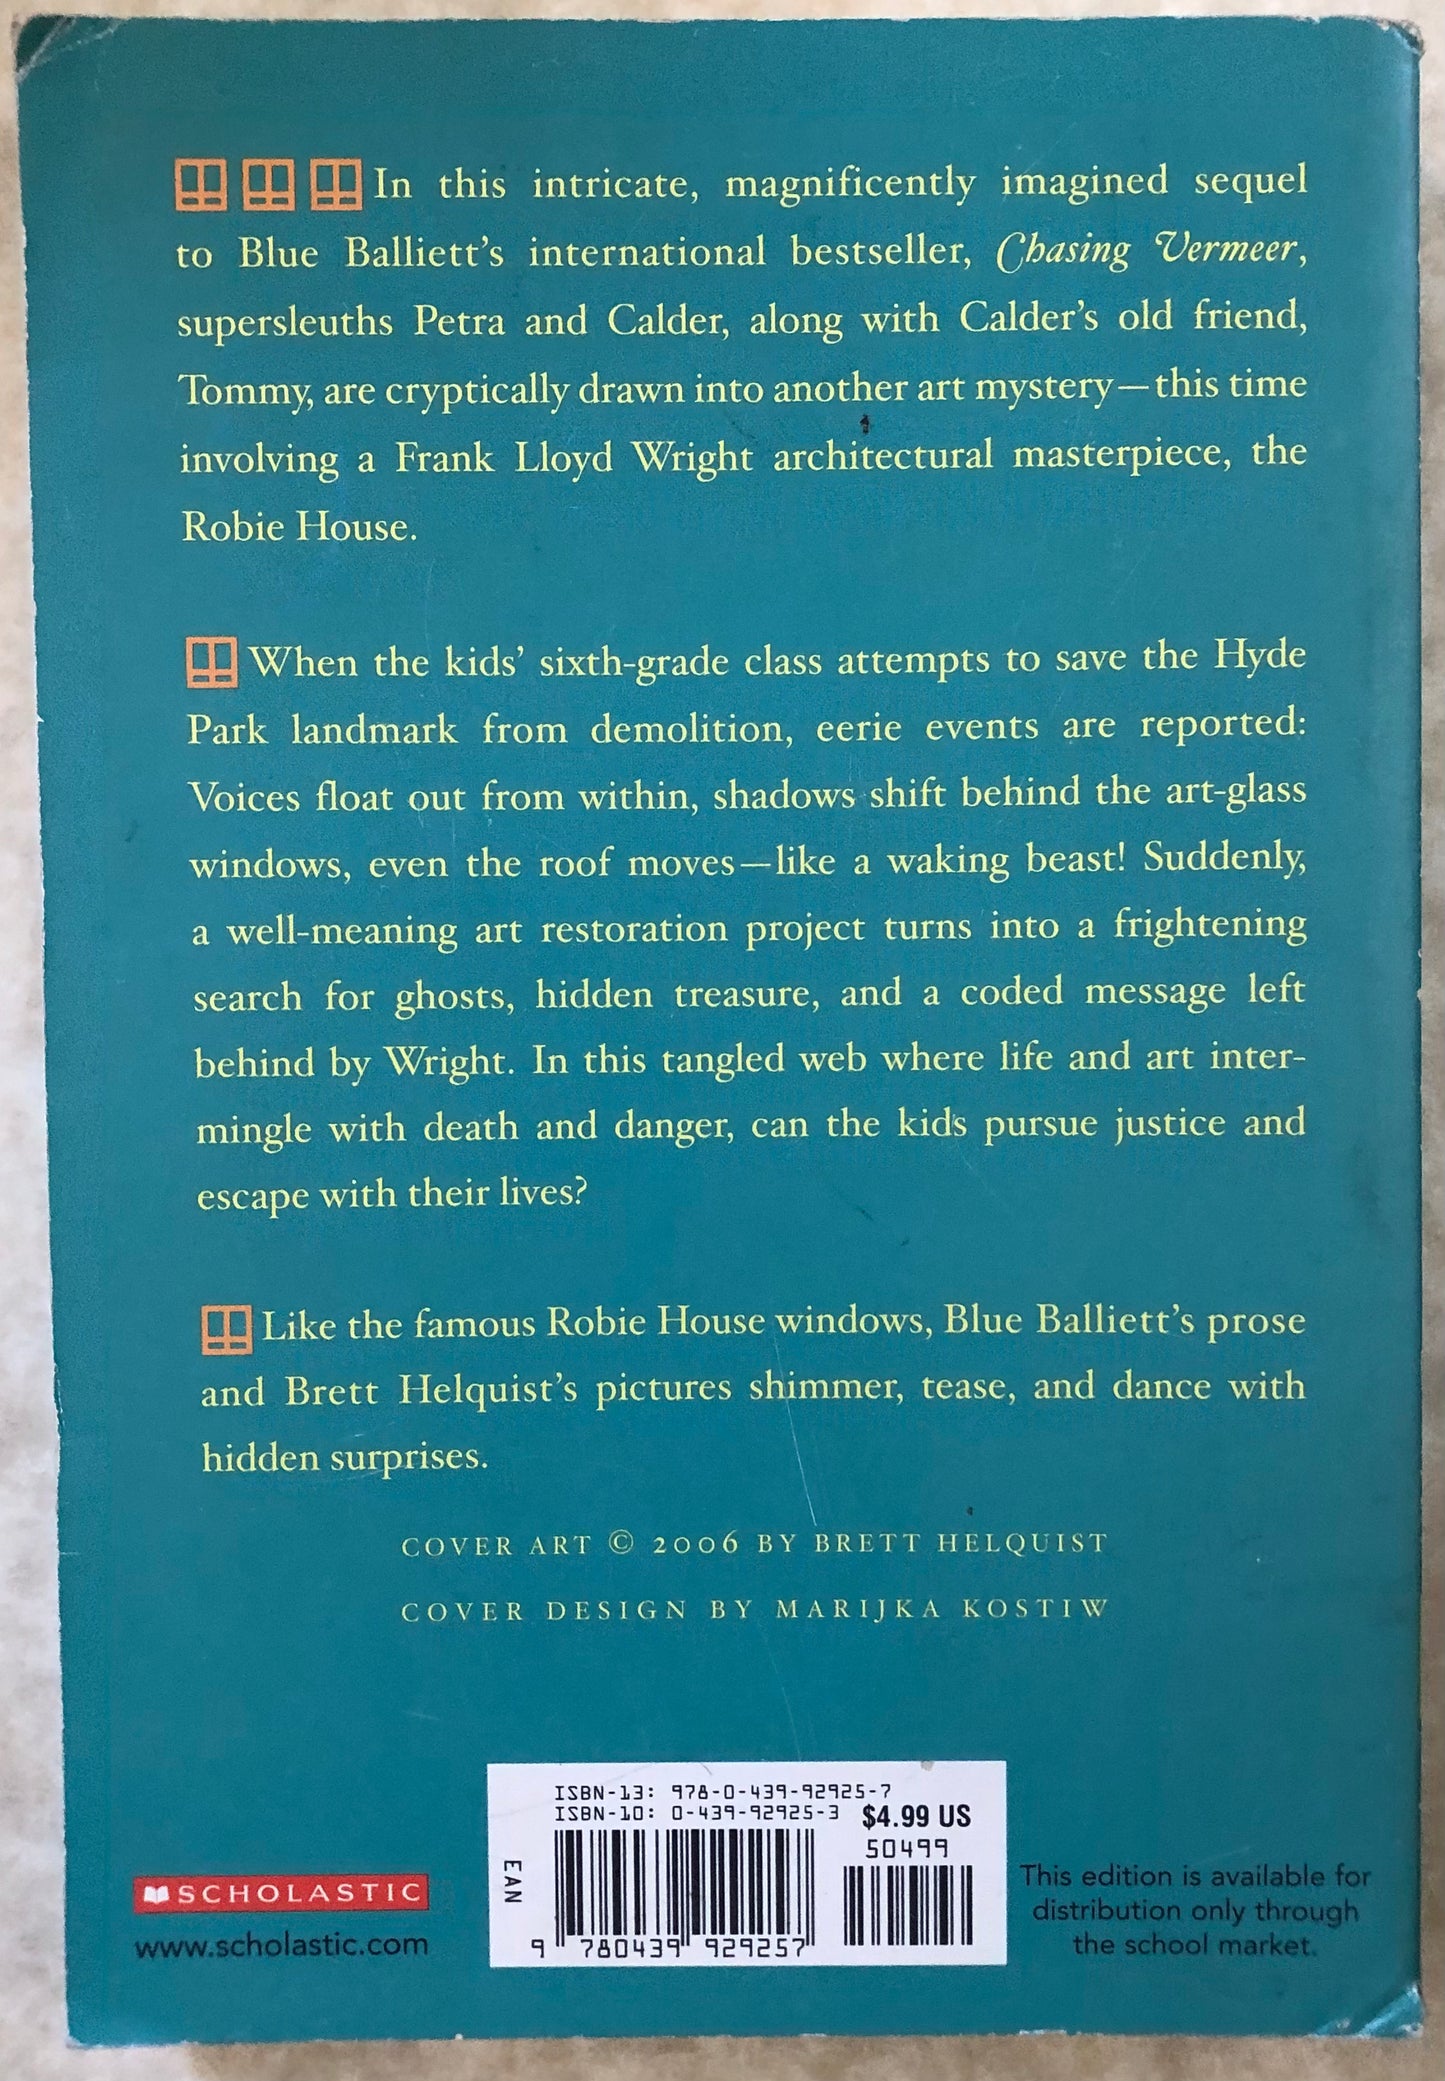 In this intricate, magnificently imagined sequel
to Blue Balliett's international bestseller, Chasing Vermeer,
supersleuths Petra and Calder, along with Calder's old friend,
Tommy, are cryptically drawn into another art mystery—this time
involving a Frank Lloyd Wright architectural masterpiece, the
Robie House.
When the kids' sixth-grade class attempts to save the Hyde
Park landmark from demolition, eerie events are reported:
Voices float out from within, shadows shift behind the art-glass
windows, even the roof moves—like a waking beast! Suddenly,
a well-meaning art restoration project turns into a frightening
search for ghosts, hidden treasure, and a coded message left
behind by Wright. In this tangled web where life and art inter-
mingle with death and danger, can the kids pursue justice and
escape with their lives?
Like the famous Robie House windows, Blue Balliett's prose
and Brett Helquist's pictures shimmer, tease, and dance with
hidden surprises.
COVER ART © 2006 BY BRETT HELQUIST
COVER DESIGN BY MARIJKA KOSTIW
ISBN-13: 978-0-439-92925-7
ISBN-10: 0-439-92925-3 $4.99 US
50499
EAN
9 780439 929257
SCHOLASTIC
www.scholastic.com
This edition is available for
distribution only through
the school market.